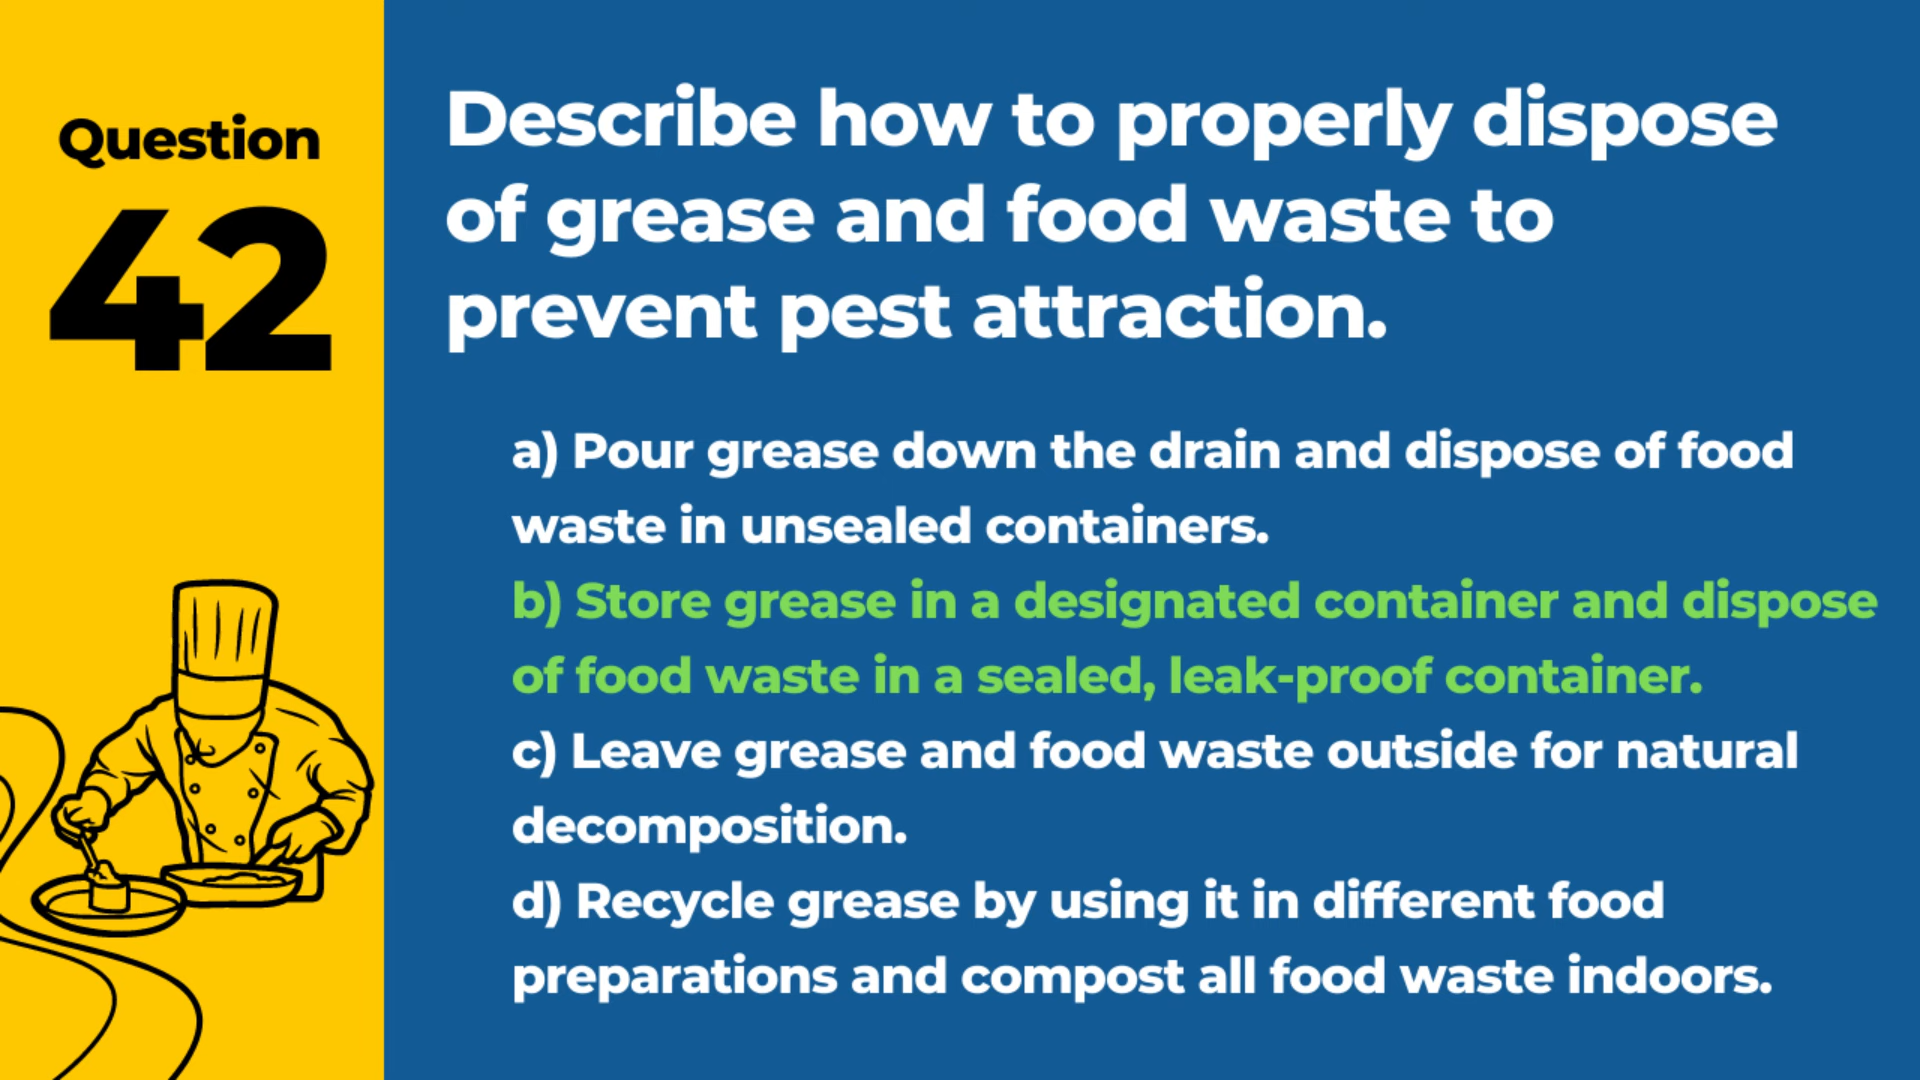 Question
42
Describe how to properly dispose
of grease and food waste to
prevent pest attraction.
a) Pour grease down the drain and dispose of food
waste in unsealed containers.
b) Store grease in a designated container and dispose
of food waste in a sealed, leak-proof container.
c) Leave grease and food waste outside for natural
decomposition.
d) Recycle grease by using it in different food
preparations and compost all food waste indoors.